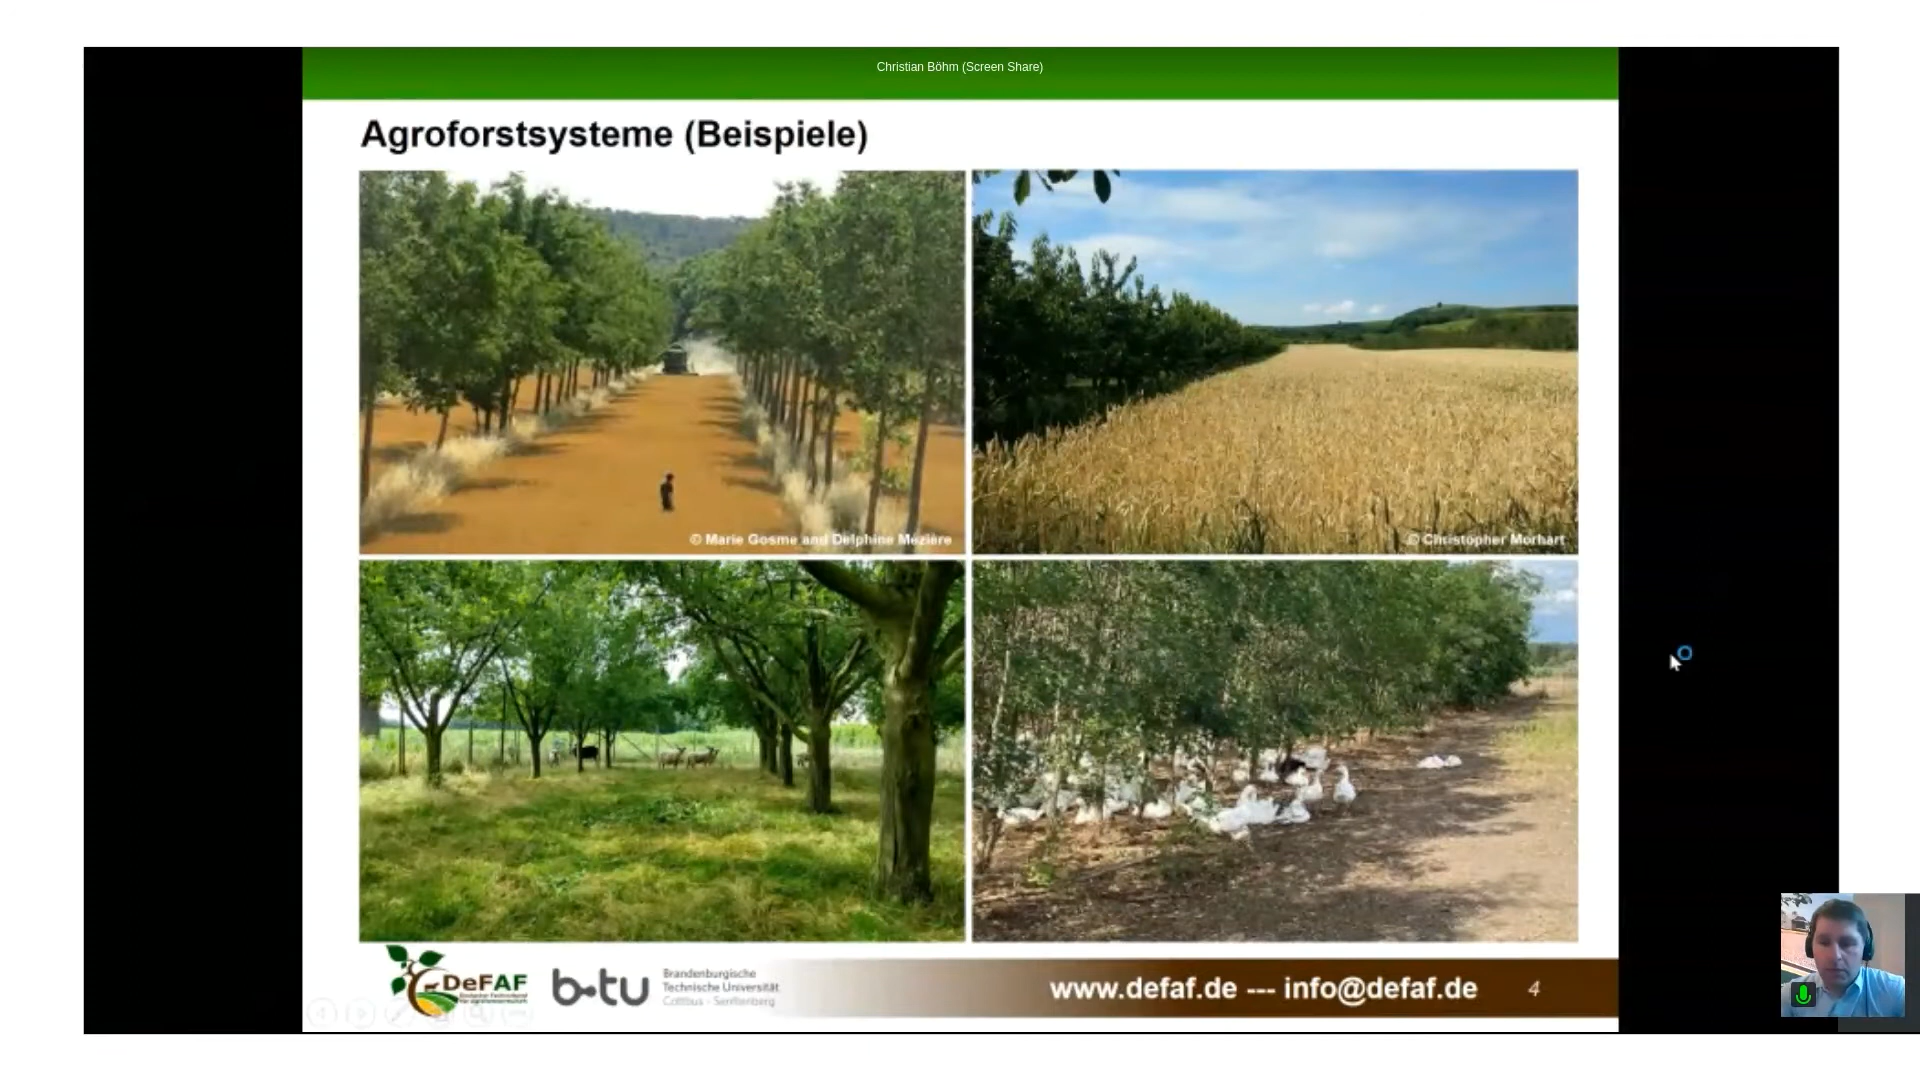 Christian Böhm (Screen Share)
Agroforstsysteme (Beispiele)
© Marie Gosme and Delphine Mézière
© Christopher Morhart
DeFAF
b-tu
Brandenburgische
Technische Universität
Cottbus - Senftenberg
www.defaf.de --- info@defaf.de
4